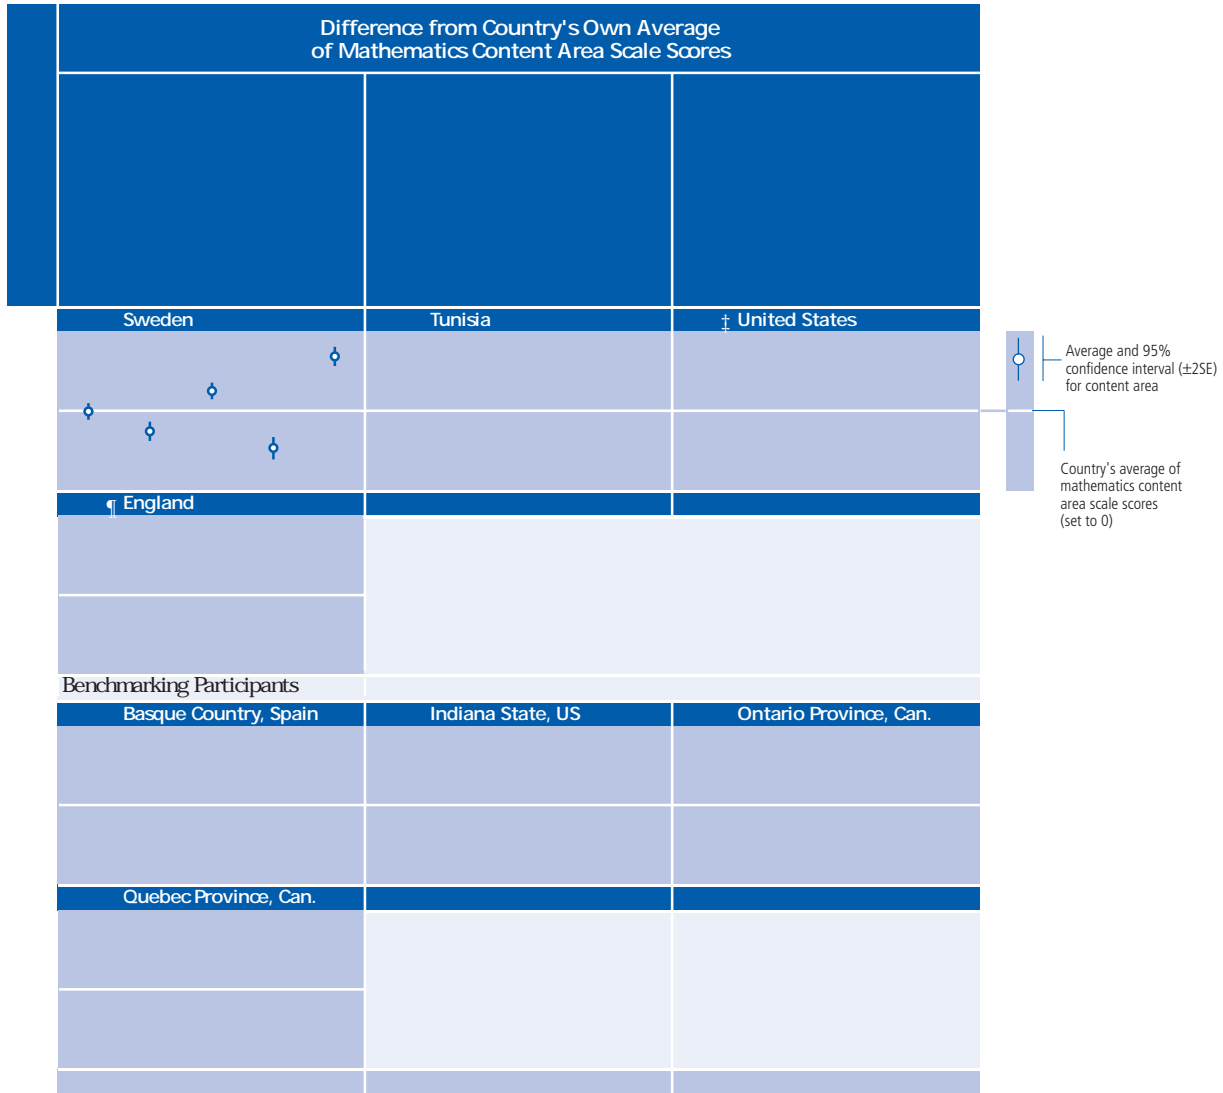 Difference from Country's Own Average
of Mathematics Content Area Scale Scores
Sweden
Tunisia
‡ United States
Average and 95%
confidence interval (±2SE)
for content area
Country's average of
mathematics content
area scale scores
(set to 0)
¶ England
Benchmarking Participants
Basque Country, Spain
Indiana State, US
Ontario Province, Can.
Quebec Province, Can.